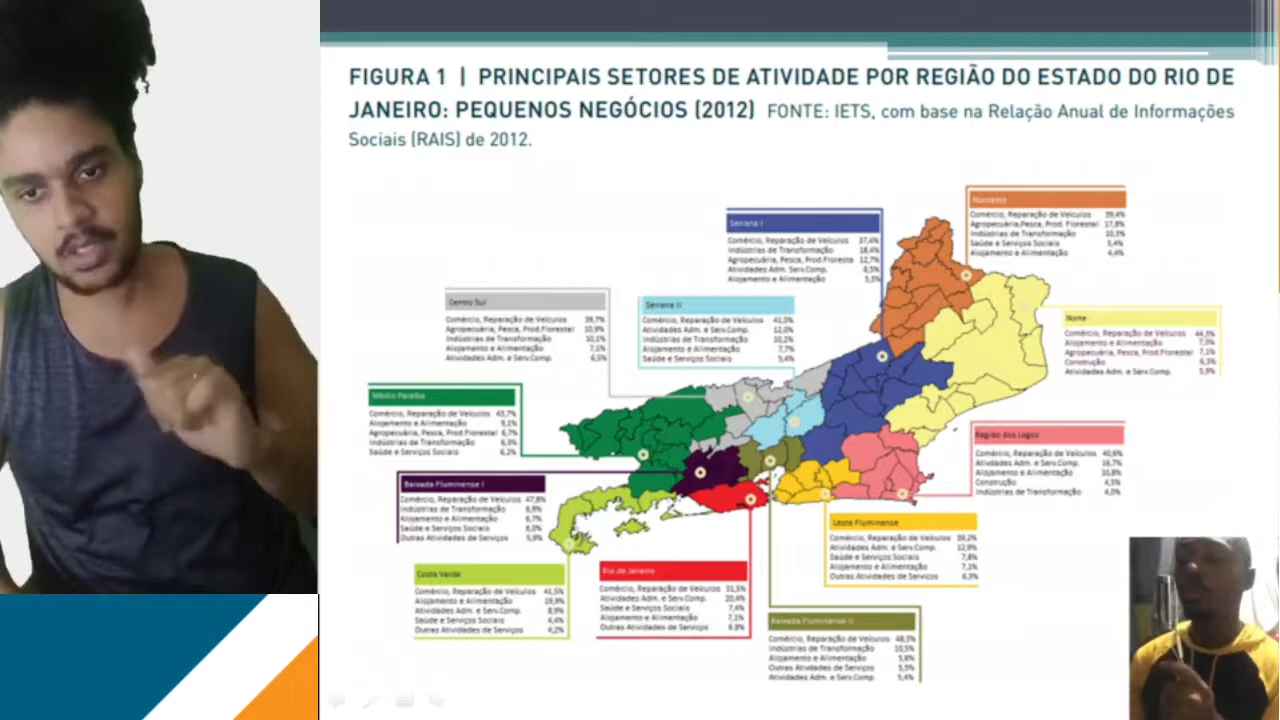 FIGURA 1 | PRINCIPAIS SETORES DE ATIVIDADE POR REGIÃO DO ESTADO DO RIO DE
JANEIRO: PEQUENOS NEGÓCIOS (2012) FONTE: IETS, com base na Relação Anual de Informações
Sociais (RAIS) de 2012.
Noroeste
Comércio, Reparação de Veículos 39,4%
Agropecuária,Pesca, Prod. Florestal 17,8%
Indústrias de Transformação 10,3%
Saúde e Serviços Sociais 5,4%
Alojamento e Alimentação 4,4%
Serrana I
Comércio, Reparação de Veículos 37,4%
Indústrias de Transformação 18,4%
Agropecuária, Pesca, Prod.Floresta 12,7%
Atividades Adm. Serv.Comp. 6,5%
Alojamento e Alimentação 5,5%
Centro Sul
Comércio, Reparação de Veículos 39,7%
Agropecuária, Pesca, Prod.Florestal 10,9%
Indústrias de Transformação 10,1%
Alojamento e Alimentação 7,1%
Atividades Adm. e Serv.Comp. 6,5%
Serrana II
Comércio, Reparação de Veículos 41,0%
Atividades Adm. e Serv.Comp. 12,0%
Indústrias de Transformação 10,2%
Alojamento e Alimentação 7,7%
Saúde e Serviços Sociais 5,4%
Norte
Comércio, Reparação de Veículos 44,3%
Alojamento e Alimentação 7,3%
Agropecuária, Pesca, Prod.Florestal 7,1%
Construção 6,3%
Atividades Adm. e Serv.Comp. 5,9%
Médio Paraíba
Comércio, Reparação de Veículos 43,7%
Alojamento e Alimentação 9,1%
Agropecuária, Pesca, Prod.Florestal 6,7%
Indústrias de Transformação 6,3%
Saúde e Serviços Sociais 6,2%
Região dos Lagos
Comércio, Reparação de Veículos 40,6%
Atividades Adm. e Serv.Comp. 16,7%
Alojamento e Alimentação 10,8%
Construção 4,5%
Indústrias de Transformação 4,0%
Baixada Fluminense I
Comércio, Reparação de Veículos 47,8%
Indústrias de Transformação 8,9%
Alojamento e Alimentação 6,7%
Saúde e Serviços Sociais 6,0%
Outras Atividades de Serviços 5,9%
Leste Fluminense
Comércio, Reparação de Veículos 39,2%
Atividades Adm. e Serv.Comp. 12,9%
Saúde e Serviços Sociais 7,8%
Alojamento e Alimentação 7,1%
Outras Atividades de Servicos 6,3%
Costa Verde
Comércio, Reparação de Veículos 41,5%
Alojamento e Alimentação 19,9%
Atividades Adm. e Serv.Comp. 8,9%
Saúde e Serviços Sociais 4,4%
Outras Atividades de Serviços 4,2%
Rio de Janeiro
Comércio, Reparação de Veículos 31,5%
Atividades Adm. e Serv.Comp. 20,4%
Saúde e Serviços Sociais 7,4%
Alojamento e Alimentação 7,1%
Outras Atividades de Serviços 6,9%
Baixada Fluminense II
Comércio, Reparação de Veículos 48,3%
Indústrias de Transformação 10,5%
Alojamento e Alimentação 5,6%
Outras Atividades de Serviços 5,5%
Atividades Adm. e Serv.Comp. 5,4%